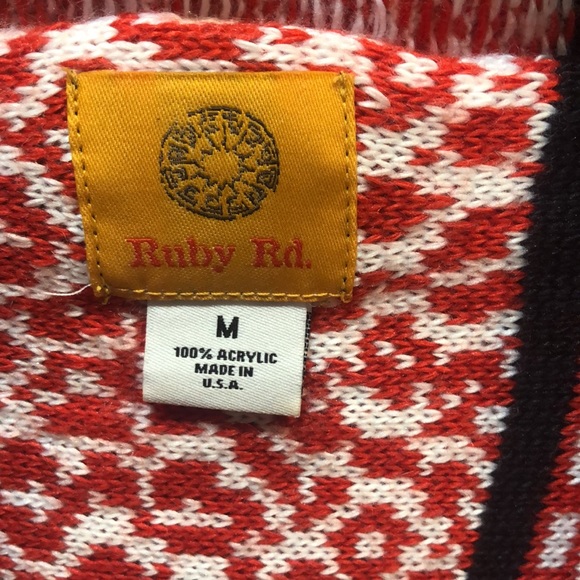 Ruby Rd.
M
100% ACRYLIC
MADE IN
U.S.A.